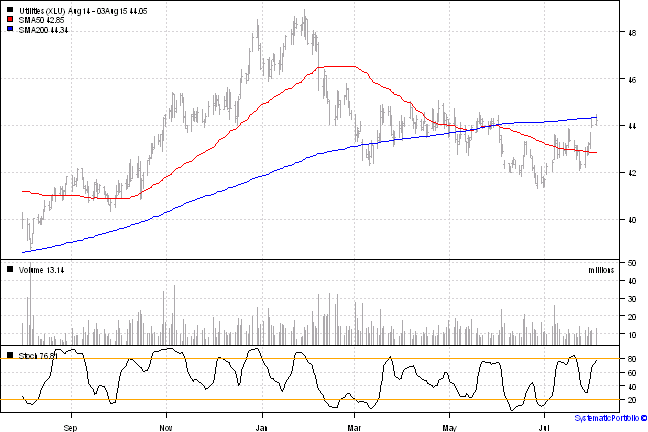 Utilities (XLU) Aug 14 - 03Aug15 44.05
SMA50 42.85
SMA200 44.34
48
46
44
42
40
Volume 13.14
millions
50
40
30
20
10
Stoch 76.81
80
60
40
20
Sep
Nov
Jan
Mar
May
Jul
SystematicPortfolio ©